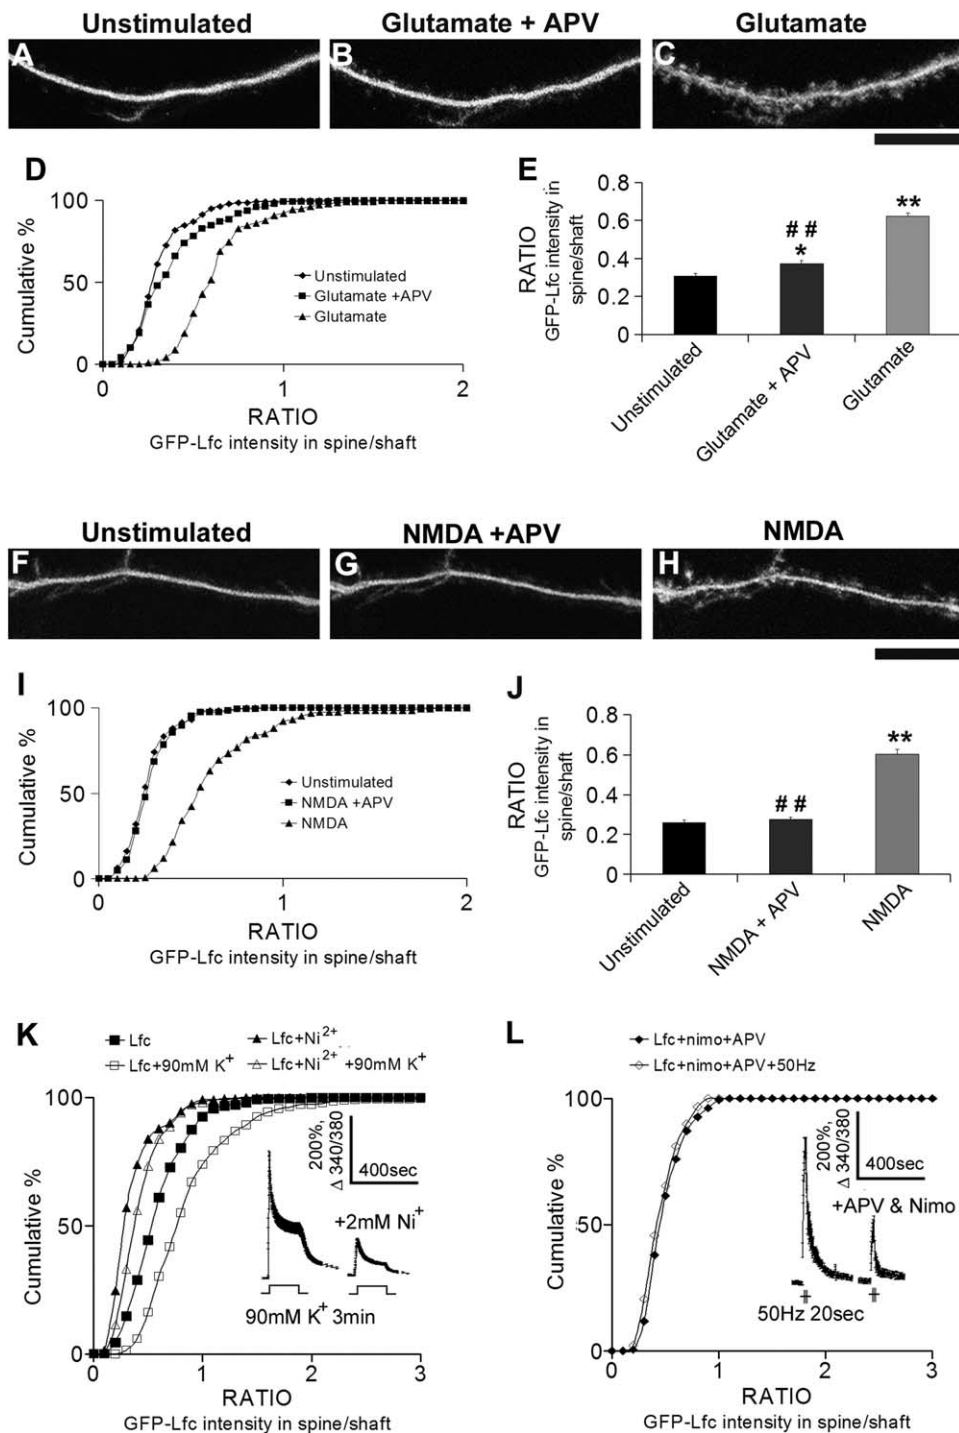 Unstimulated
Glutamate + APV
Glutamate
A
B
C
D
100
50
0
Cumulative %
Unstimulated
Glutamate +APV
Glutamate
0 1 2
RATIO
GFP-Lfc intensity in spine/shaft
E
RATIO
GFP-Lfc intensity in
spine/shaft
0.8
0.6
0.4
0.2
0
# #
*
**
Unstimulated
Glutamate + APV
Glutamate
Unstimulated
NMDA +APV
NMDA
F
G
H
I
100
50
0
Cumulative %
Unstimulated
NMDA +APV
NMDA
0 1 2
RATIO
GFP-Lfc intensity in spine/shaft
J
RATIO
GFP-Lfc intensity in
spine/shaft
0.8
0.6
0.4
0.2
0
# #
**
Unstimulated
NMDA + APV
NMDA
K
Lfc
Lfc+Ni2+
Lfc+90mM K+
Lfc+Ni2+ +90mM K+
100
50
0
Cumulative %
200%,
Δ 340/380
400sec
+2mM Ni+
90mM K+ 3min
0 1 2 3
RATIO
GFP-Lfc intensity in spine/shaft
L
Lfc+nimo+APV
Lfc+nimo+APV+50Hz
100
50
0
Cumulative %
200%,
Δ 340/380
400sec
+APV & Nimo
50Hz 20sec
0 1 2 3
RATIO
GFP-Lfc intensity in spine/shaft